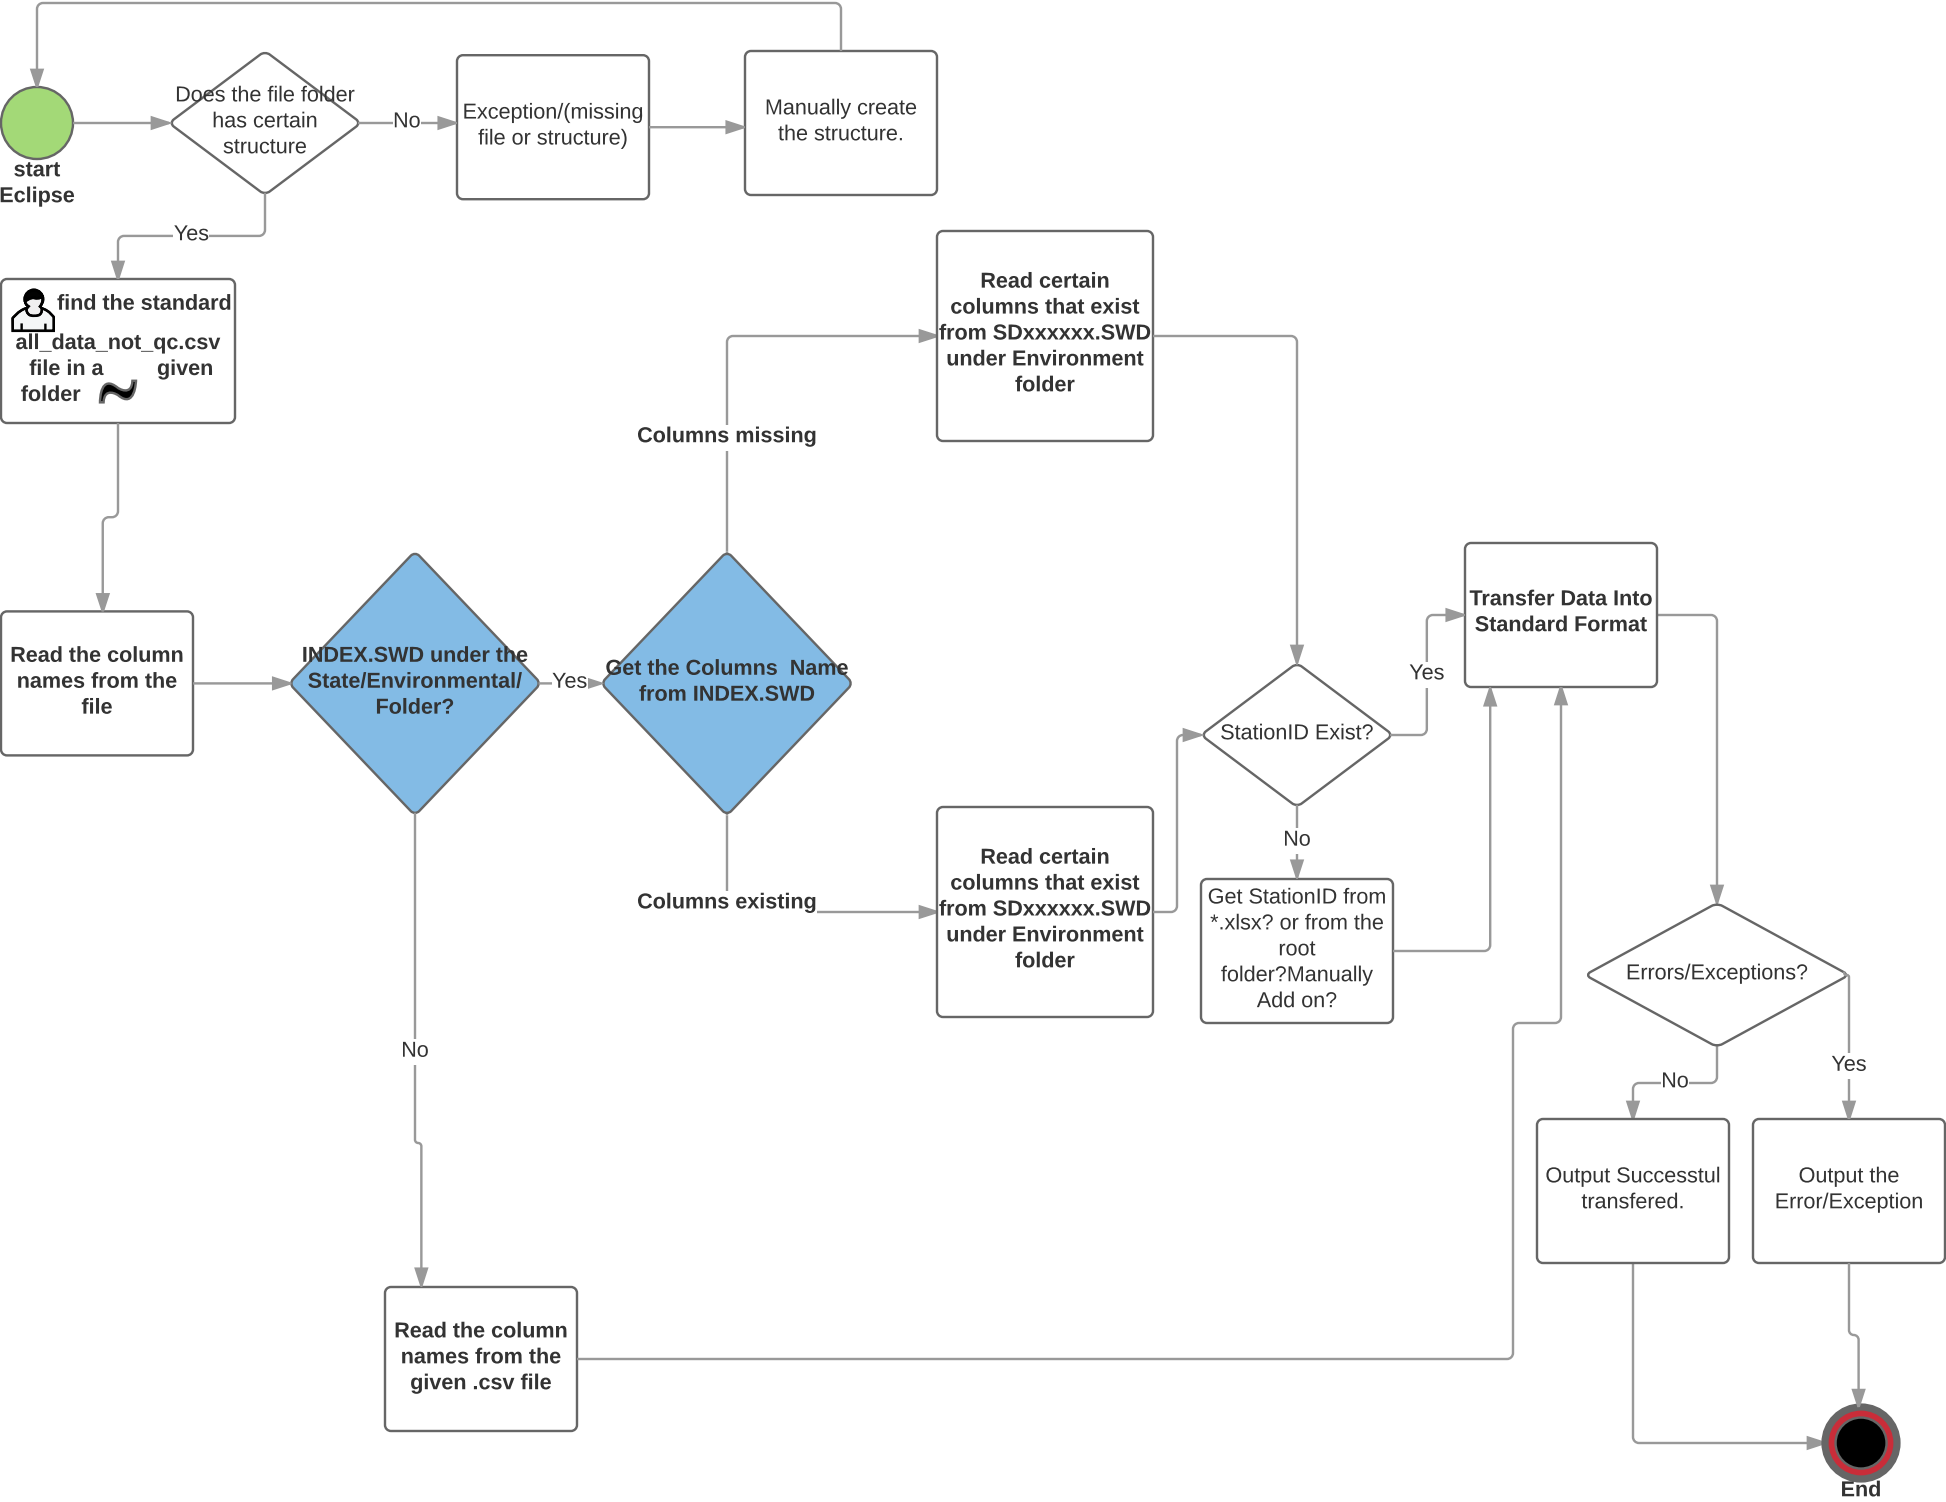 start
Eclipse
Does the file folder
has certain
structure
No
Exception/(missing
file or structure)
Manually create
the structure.
Yes
find the standard
all_data_not_qc.csv
file in a given
folder
Read the column
names from the
file
INDEX.SWD under the
State/Environmental/
Folder?
Yes
Get the Columns Name
from INDEX.SWD
Columns missing
Read certain
columns that exist
from SDxxxxxx.SWD
under Environment
folder
Columns existing
Read certain
columns that exist
from SDxxxxxx.SWD
under Environment
folder
StationID Exist?
Yes
No
Get StationID from
*.xlsx? or from the
root
folder?Manually
Add on?
Transfer Data Into
Standard Format
Errors/Exceptions?
No
Yes
Output Successtul
transfered.
Output the
Error/Exception
No
Read the column
names from the
given .csv file
End